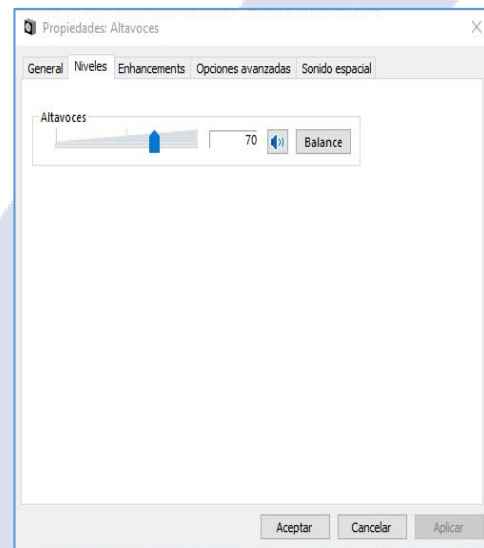 Propiedades: Altavoces
General Niveles Enhancements Opciones avanzadas Sonido espacial
Altavoces
70 Balance
Aceptar Cancelar Aplicar